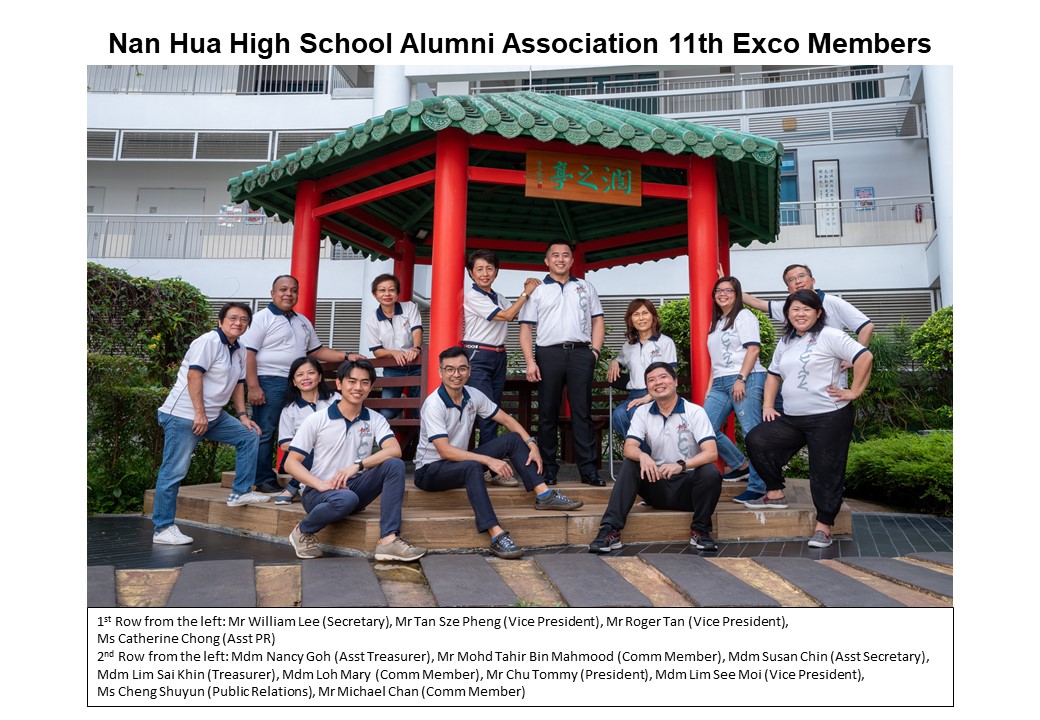 Nan Hua High School Alumni Association 11th Exco Members
澗之亭
1st Row from the left: Mr William Lee (Secretary), Mr Tan Sze Pheng (Vice President), Mr Roger Tan (Vice President),
Ms Catherine Chong (Asst PR)
2nd Row from the left: Mdm Nancy Goh (Asst Treasurer), Mr Mohd Tahir Bin Mahmood (Comm Member), Mdm Susan Chin (Asst Secretary),
Mdm Lim Sai Khin (Treasurer), Mdm Loh Mary (Comm Member), Mr Chu Tommy (President), Mdm Lim See Moi (Vice President),
Ms Cheng Shuyun (Public Relations), Mr Michael Chan (Comm Member)